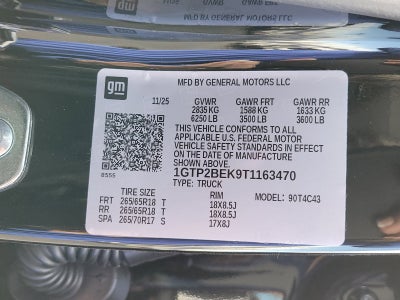 gm
MFD BY GENERAL MOTORS LLC
11/25 GVWR GAWR FRT GAWR RR
2835 KG 1588 KG 1633 KG
6250 LB 3500 LB 3600 LB
THIS VEHICLE CONFORMS TO ALL
APPLICABLE U.S. FEDERAL MOTOR
VEHICLE SAFETY STANDARDS IN EFFECT
ON THE DATE OF MANUFACTURE
SHOWN ABOVE.
8555
1GTP2BEK9T1163470
TYPE: TRUCK
TIRE SIZE RIM MODEL: 90T4C43
FRT 265/65R18 T 18X8.5J
RR 265/65R18 T 18X8.5J
SPA 265/70R17 S 17X8J